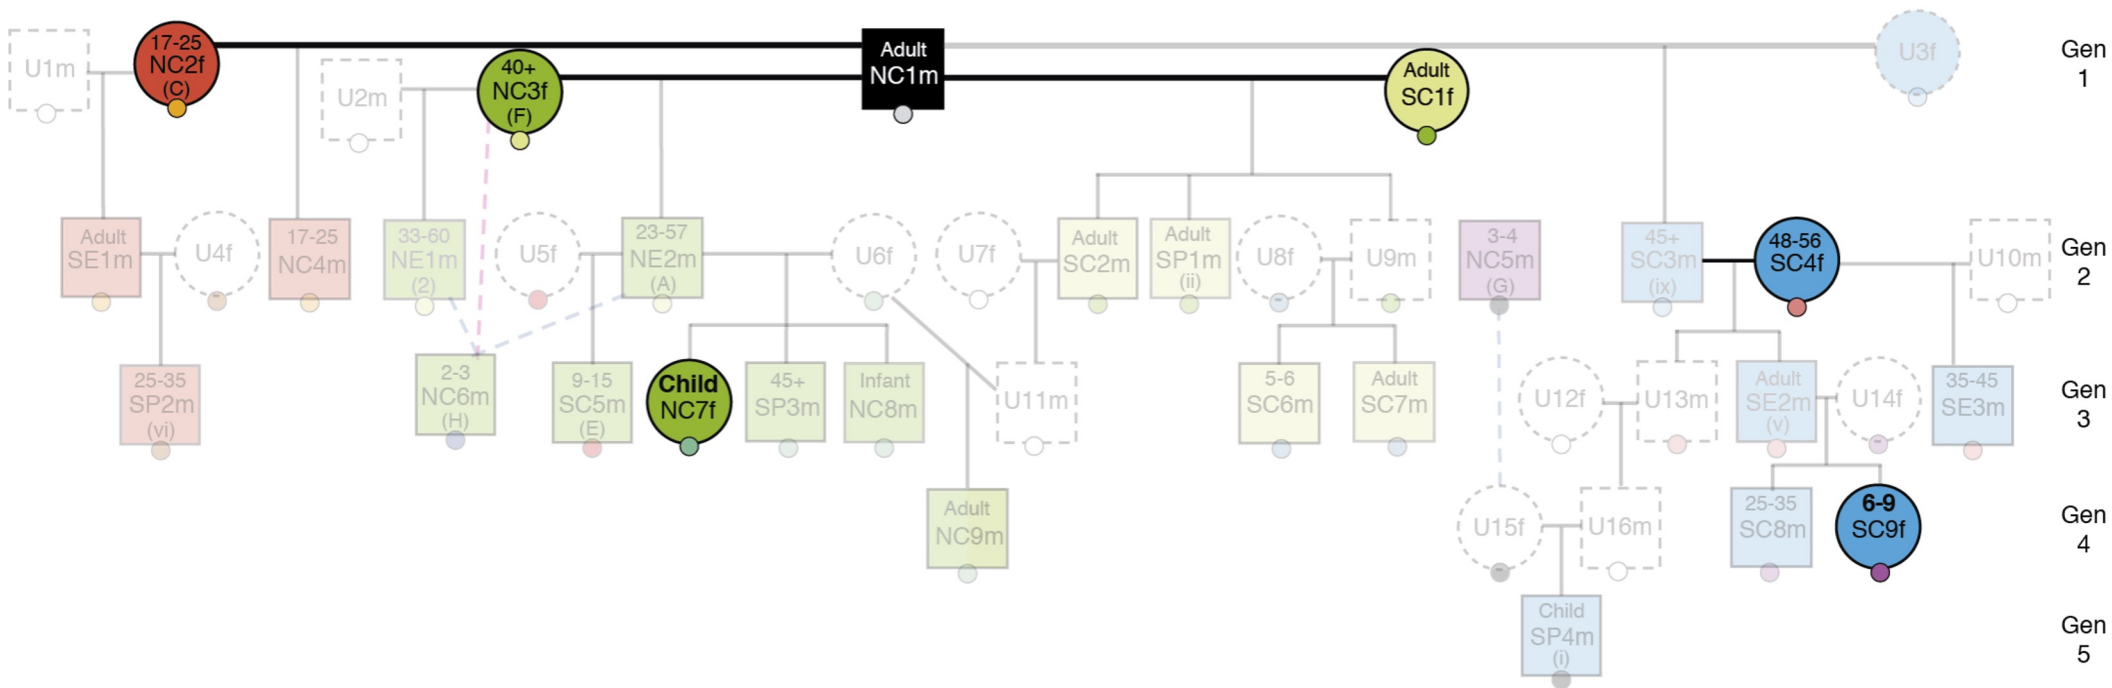 U1m
17-25
NC2f
(C)
U2m
40+
NC3f
(F)
Adult
NC1m
Adult
SC1f
U3f
Gen
1
Adult
SE1m
U4f
17-25
NC4m
33-60
NE1m
(2)
U5f
23-57
NE2m
(A)
U6f
U7f
Adult
SC2m
Adult
SP1m
(ii)
U8f
U9m
3-4
NC5m
(G)
45+
SC3m
(ix)
48-56
SC4f
U10m
Gen
2
25-35
SP2m
(vi)
2-3
NC6m
(H)
9-15
SC5m
(E)
Child
NC7f
45+
SP3m
Infant
NC8m
U11m
5-6
SC6m
Adult
SC7m
U12f
U13m
Adult
SE2m
(v)
U14f
35-45
SE3m
Gen
3
Adult
NC9m
U15f
U16m
25-35
SC8m
6-9
SC9f
Gen
4
Child
SP4m
(i)
Gen
5